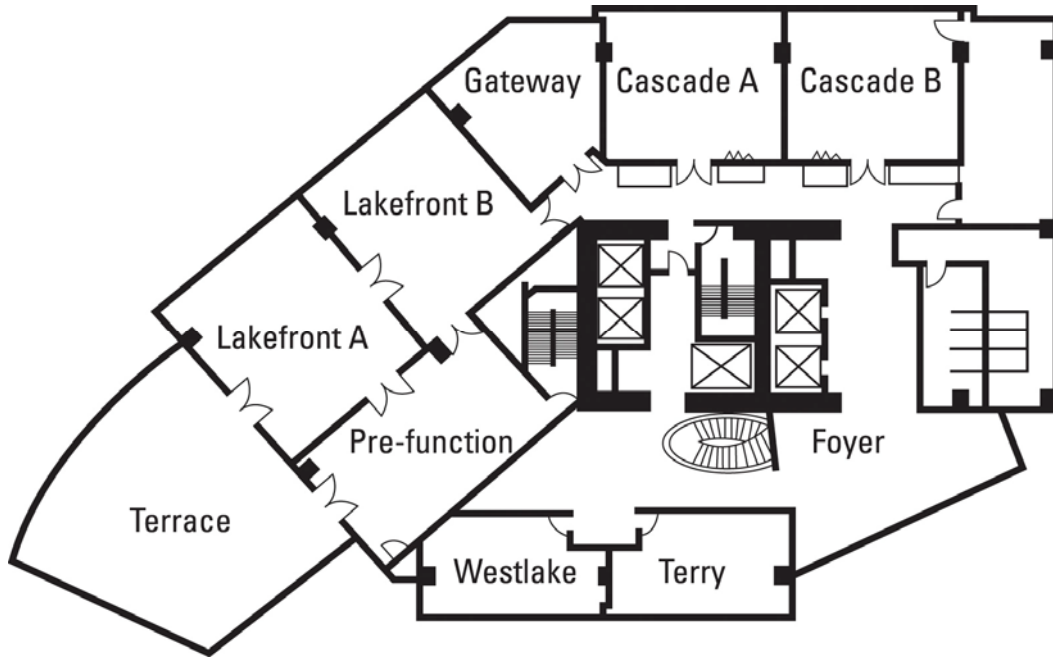 Gateway
Cascade A
Cascade B
Lakefront B
Lakefront A
Pre-function
Foyer
Terrace
Westlake
Terry